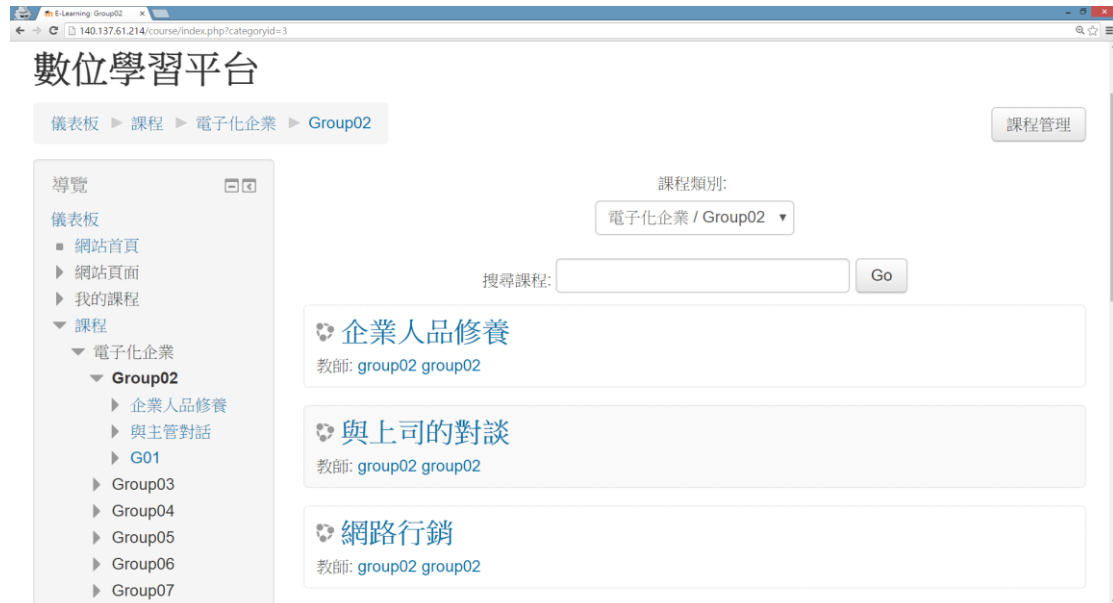 E-Learning: Group02
140.137.61.214/course/index.php?categoryid=3
數位學習平台
儀表板 ▶ 課程 ▶ 電子化企業 ▶ Group02
課程管理
導覽
儀表板
網站首頁
網站頁面
我的課程
課程
電子化企業
Group02
企業人品修養
與主管對話
G01
Group03
Group04
Group05
Group06
Group07
課程類別:
電子化企業 / Group02
搜尋課程:
Go
企業人品修養
教師: group02 group02
與上司的對談
教師: group02 group02
網路行銷
教師: group02 group02